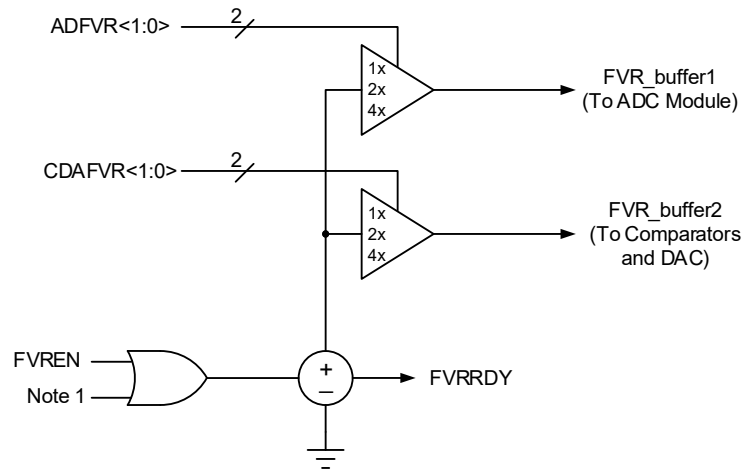 ADFVR<1:0>
2
1x
2x
4x
FVR_buffer1
(To ADC Module)
CDAFVR<1:0>
2
1x
2x
4x
FVR_buffer2
(To Comparators
and DAC)
FVREN
Note 1
+
–
FVRRDY